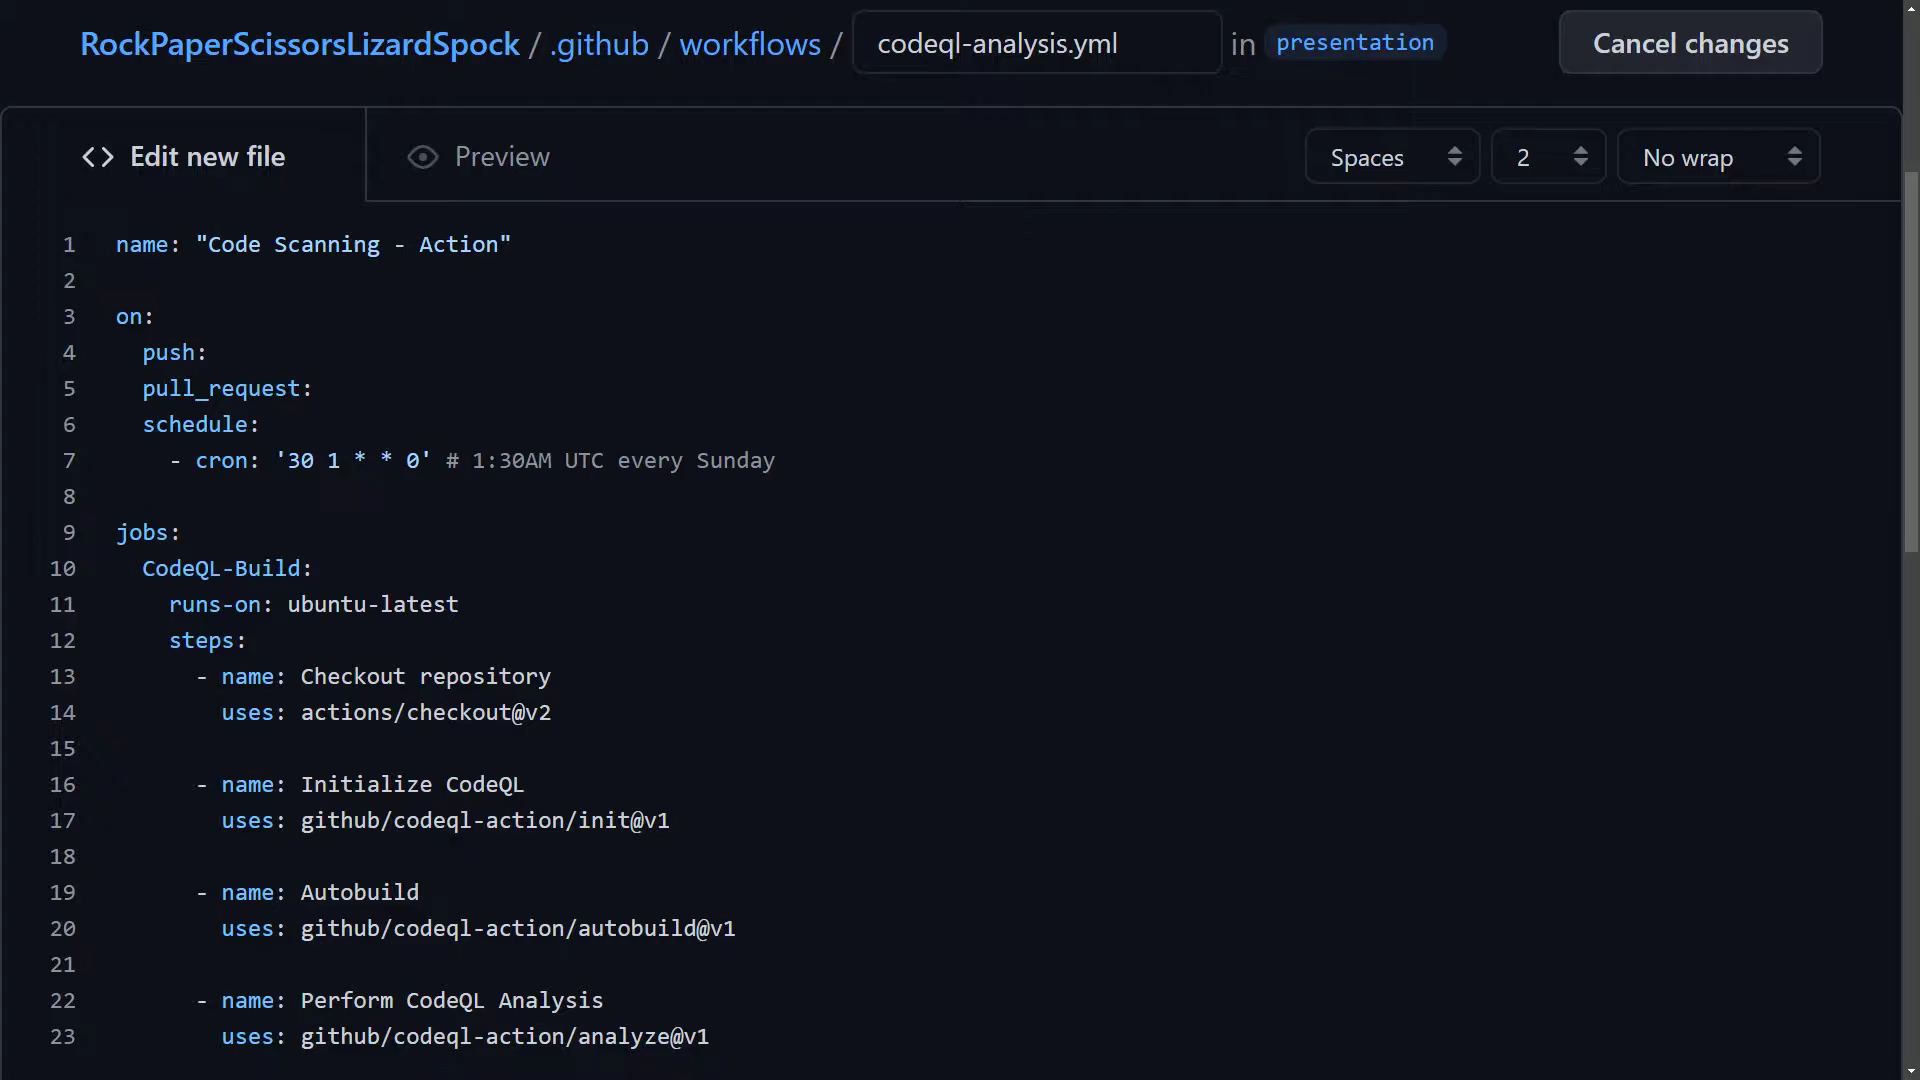 RockPaperScissorsLizardSpock / .github / workflows / codeql-analysis.yml in presentation Cancel changes
<> Edit new file Preview Spaces 2 No wrap
1 name: "Code Scanning - Action"
2
3 on:
4   push:
5   pull_request:
6   schedule:
7     - cron: '30 1 * * 0' # 1:30AM UTC every Sunday
8
9 jobs:
10   CodeQL-Build:
11     runs-on: ubuntu-latest
12     steps:
13       - name: Checkout repository
14         uses: actions/checkout@v2
15
16       - name: Initialize CodeQL
17         uses: github/codeql-action/init@v1
18
19       - name: Autobuild
20         uses: github/codeql-action/autobuild@v1
21
22       - name: Perform CodeQL Analysis
23         uses: github/codeql-action/analyze@v1